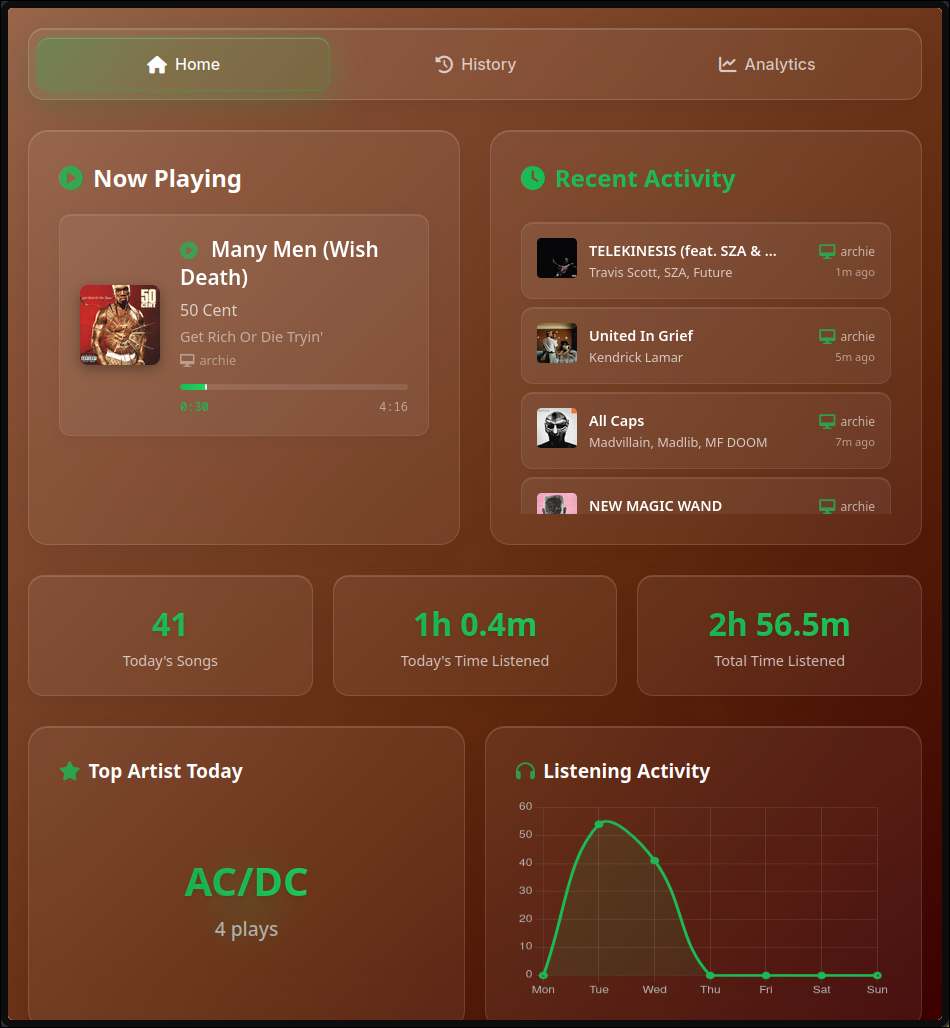 Home
History
Analytics
Now Playing
Many Men (Wish
Death)
50 Cent
Get Rich Or Die Tryin'
archie
0:30
4:16
50
CENT
Recent Activity
TELEKINESIS (feat. SZA & ...
Travis Scott, SZA, Future
archie
1m ago
United In Grief
Kendrick Lamar
archie
5m ago
All Caps
Madvillain, Madlib, MF DOOM
archie
7m ago
NEW MAGIC WAND
archie
41
Today's Songs
1h 0.4m
Today's Time Listened
2h 56.5m
Total Time Listened
Top Artist Today
AC/DC
4 plays
Listening Activity
60
50
40
30
20
10
0
Mon
Tue
Wed
Thu
Fri
Sat
Sun